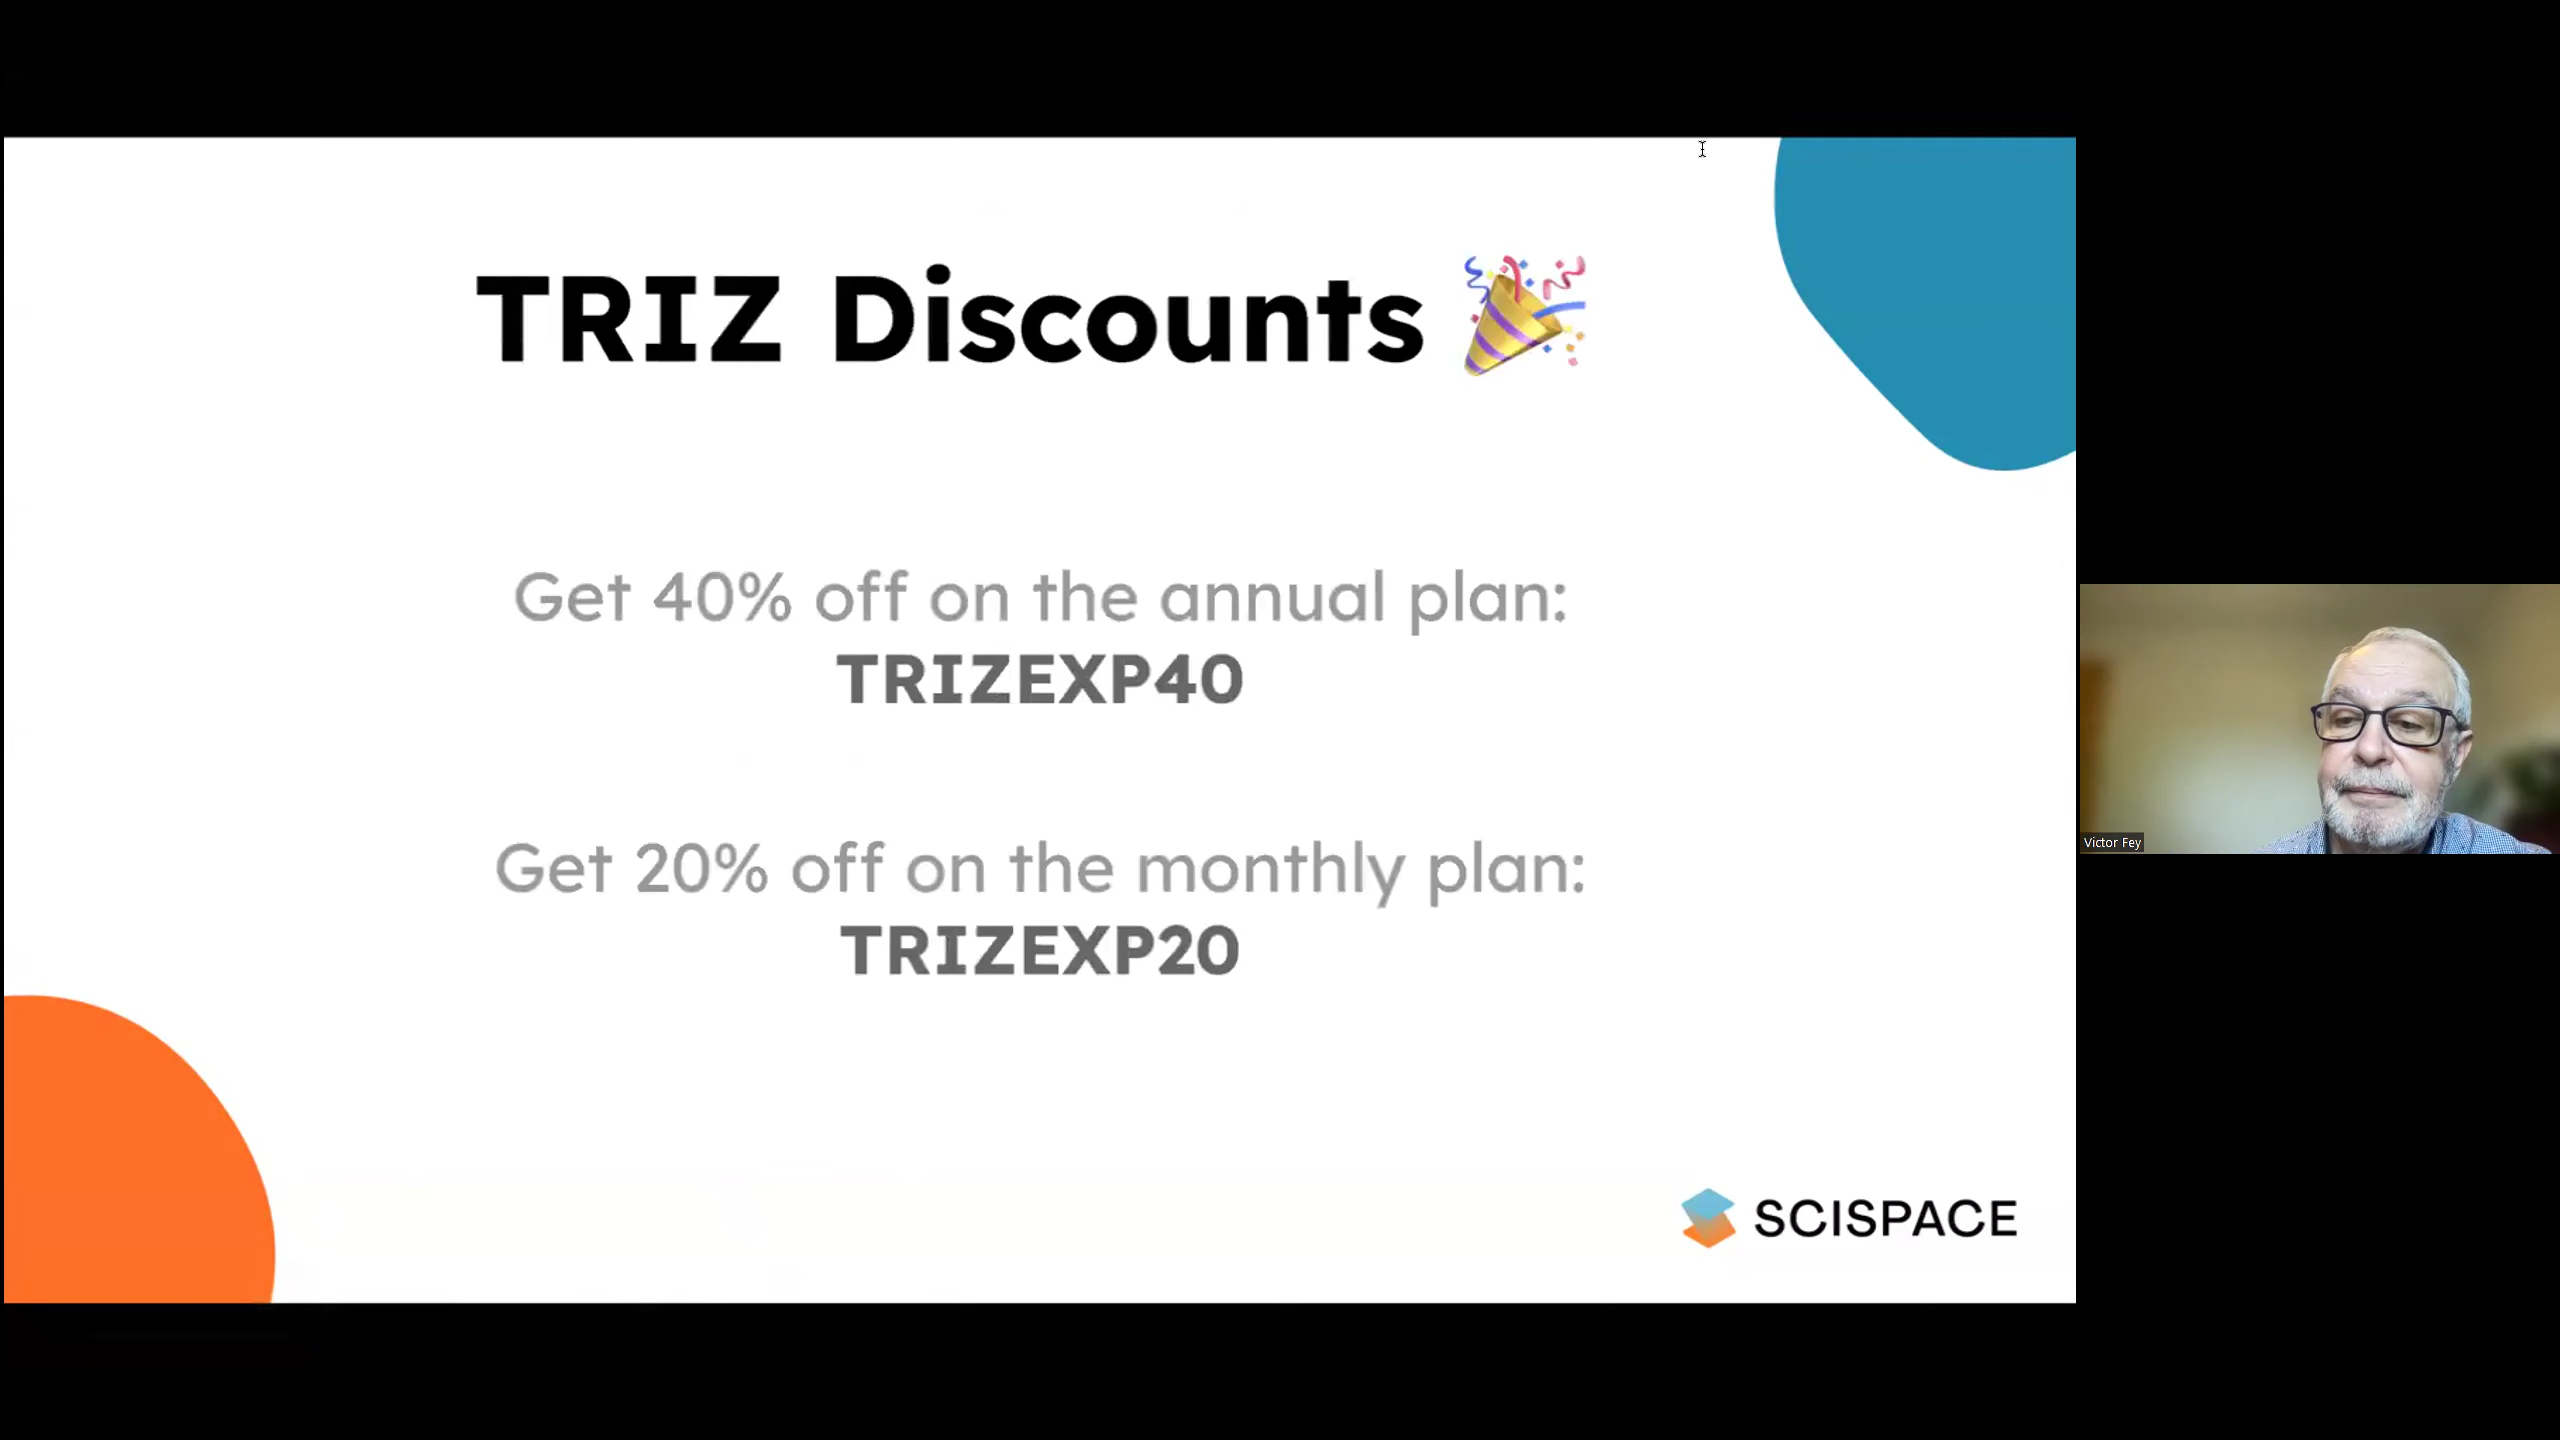 TRIZ Discounts
Get 40% off on the annual plan:
TRIZEXP40
Get 20% off on the monthly plan:
TRIZEXP20
SCISPACE
Victor Fey